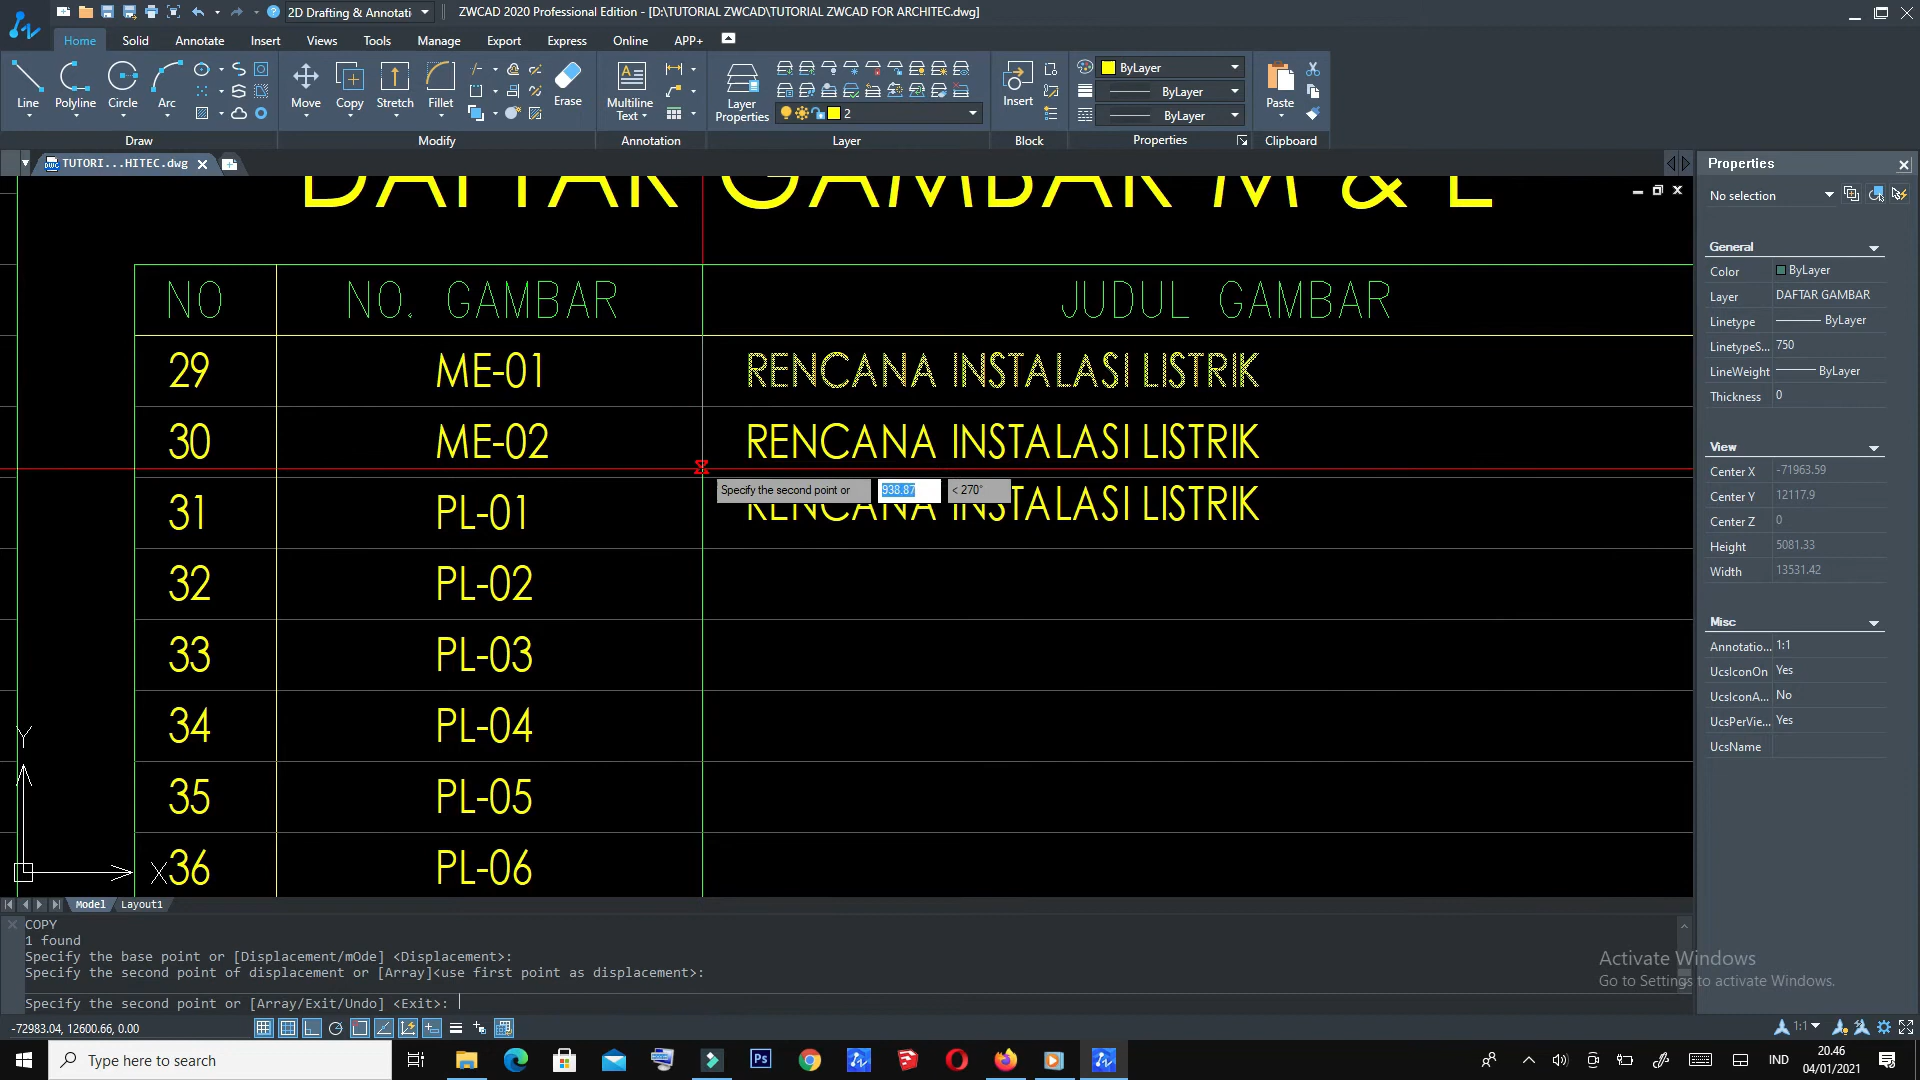 2D Drafting & Annotati
ZWCAD 2020 Professional Edition - [D:\TUTORIAL ZWCAD\TUTORIAL ZWCAD FOR ARCHITEC.dwg]
Home Solid Annotate Insert Views Tools Manage Export Express Online APP+
Line Polyline Circle Arc Move Copy Stretch Fillet Erase Multiline Text Layer Properties Insert Paste
2
ByLayer
ByLayer
ByLayer
Draw Modify Annotation Layer Block Properties Clipboard
TUTORI...HITEC.dwg
DAFTAR GAMBAR M & E
NO NO. GAMBAR JUDUL GAMBAR
29 ME-01 RENCANA INSTALASI LISTRIK
30 ME-02 RENCANA INSTALASI LISTRIK
Specify the second point or 938.87 < 270°
31 PL-01 RENCANA INSTALASI LISTRIK
32 PL-02
33 PL-03
34 PL-04
35 PL-05
36 PL-06
Y
X
Properties
No selection
General
Color ByLayer
Layer DAFTAR GAMBAR
Linetype ByLayer
LinetypeS... 750
LineWeight ByLayer
Thickness 0
View
Center X -71963.59
Center Y 12117.9
Center Z 0
Height 5081.33
Width 13531.42
Misc
Annotatio... 1:1
UcsIconOn Yes
UcsIconA... No
UcsPerVie... Yes
UcsName
Model Layout1
COPY
1 found
Specify the base point or [Displacement/mOde] <Displacement>:
Specify the second point of displacement or [Array]<use first point as displacement>:
Specify the second point or [Array/Exit/Undo] <Exit>:
Activate Windows
Go to Settings to activate Windows.
-72983.04, 12600.66, 0.00
1:1
Type here to search
Ps
IND
20.46
04/01/2021